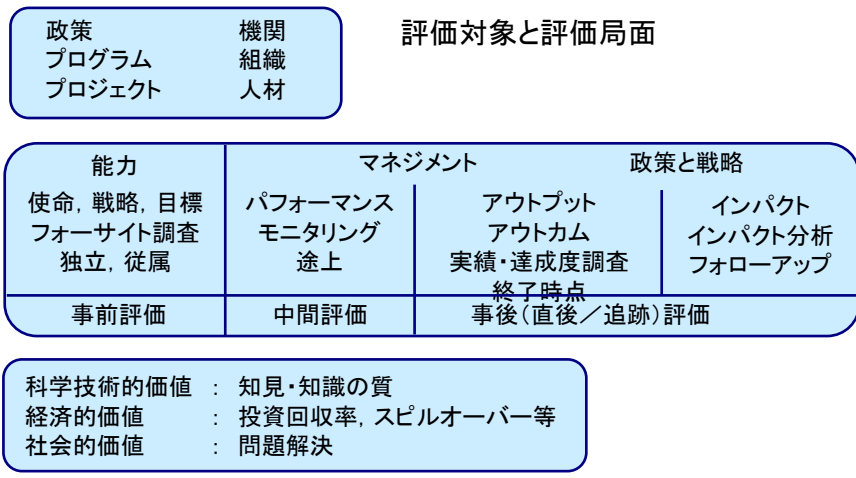 政策 機関
プログラム 組織
プロジェクト 人材
評価対象と評価局面
能力 マネジメント 政策と戦略
使命，戦略，目標
フォーサイト調査
独立，従属
パフォーマンス
モニタリング
途上
アウトプット
アウトカム
実績・達成度調査
終了時点
インパクト
インパクト分析
フォローアップ
事前評価 中間評価 事後（直後／追跡）評価
科学技術的価値 ： 知見・知識の質
経済的価値 ： 投資回収率，スピルオーバー等
社会的価値 ： 問題解決